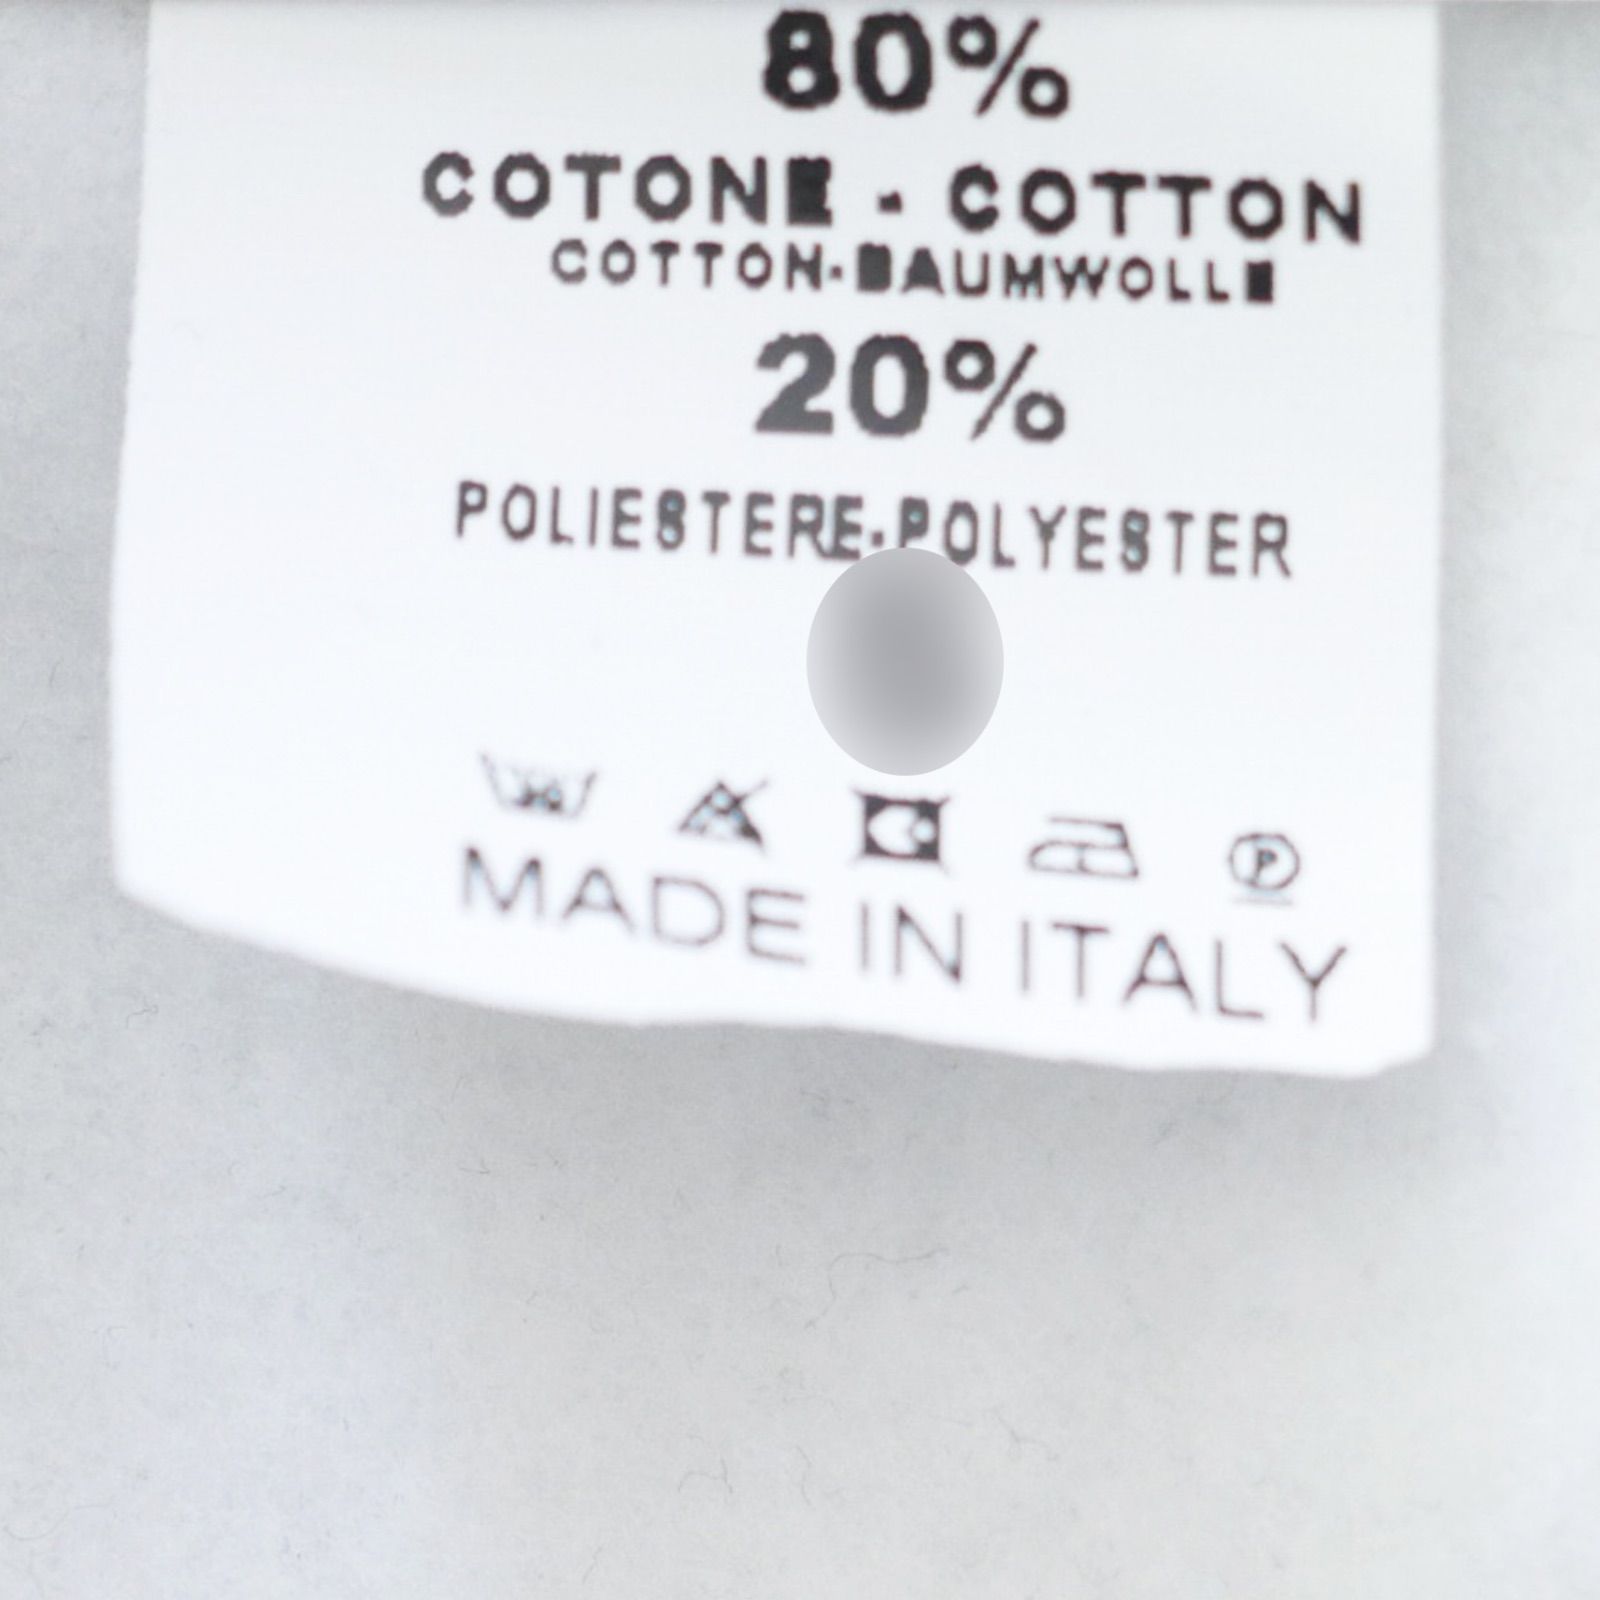 80%
COTONE - COTTON
COTTON-BAUMWOLLE
20%
POLIESTERE-POLYESTER
P
MADE IN ITALY